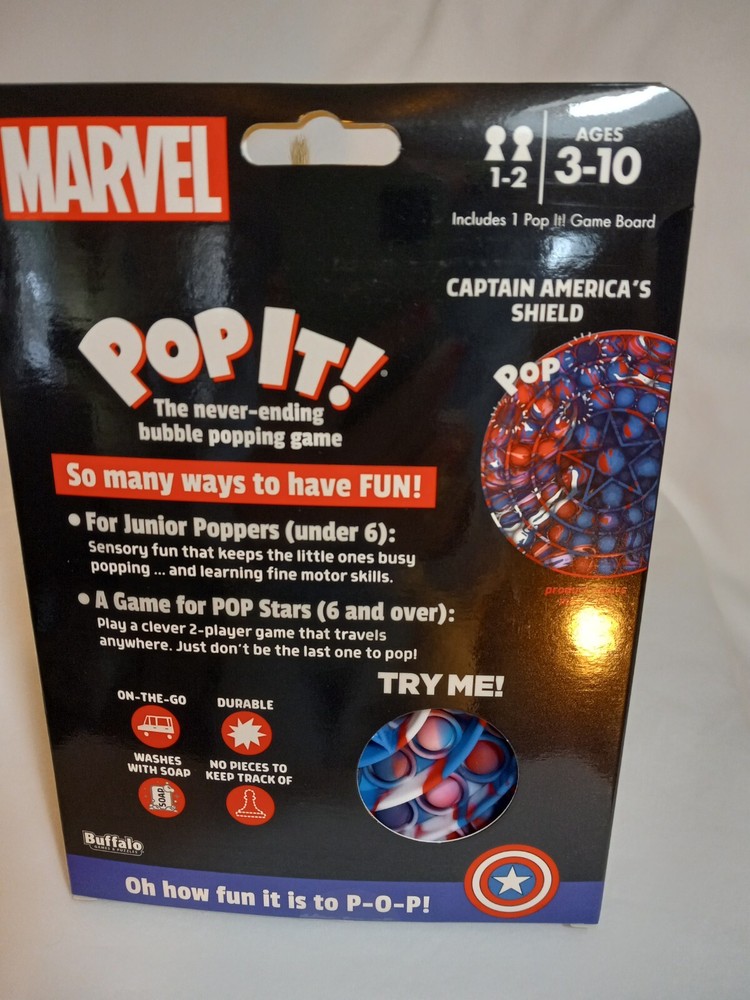 MARVEL
1-2
AGES
3-10
Includes 1 Pop It! Game Board
CAPTAIN AMERICA'S
SHIELD
POP
POP IT!
The never-ending
bubble popping game
So many ways to have FUN!
• For Junior Poppers (under 6):
Sensory fun that keeps the little ones busy
popping ... and learning fine motor skills.
• A Game for POP Stars (6 and over):
Play a clever 2-player game that travels
anywhere. Just don't be the last one to pop!
TRY ME!
ON-THE-GO
DURABLE
WASHES
WITH SOAP
NO PIECES TO
KEEP TRACK OF
SOAP
Buffalo
GAMES & PUZZLES
Oh how fun it is to P-O-P!